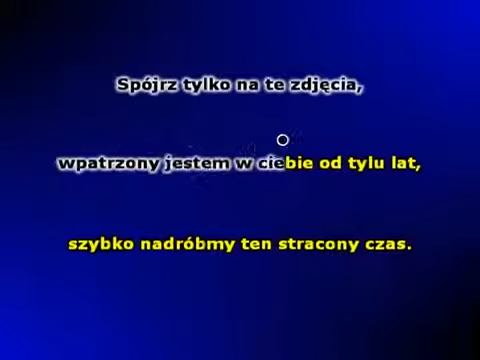 Spójrz tylko na te zdjęcia,
wpatrzony jestem w ciebie od tylu lat,
szybko nadróbmy ten stracony czas.